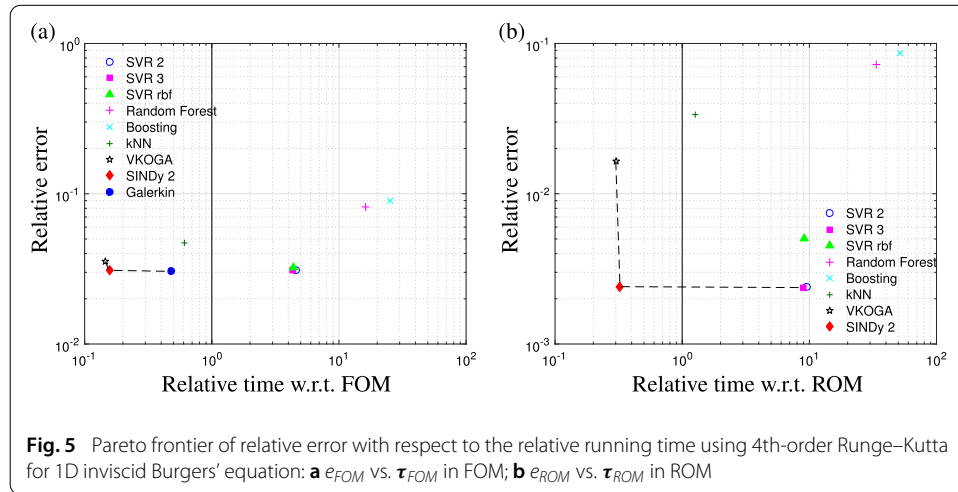 (a)
10^0
10^-1
10^-2
Relative error
SVR 2
SVR 3
SVR rbf
Random Forest
Boosting
kNN
VKOGA
SINDy 2
Galerkin
10^-1
10^0
10^1
10^2
Relative time w.r.t. FOM
(b)
10^-1
10^-2
10^-3
Relative error
SVR 2
SVR 3
SVR rbf
Random Forest
Boosting
kNN
VKOGA
SINDy 2
10^-1
10^0
10^1
10^2
Relative time w.r.t. ROM
Fig. 5 Pareto frontier of relative error with respect to the relative running time using 4th-order Runge–Kutta
for 1D inviscid Burgers’ equation: a e_FOM vs. τ_FOM in FOM; b e_ROM vs. τ_ROM in ROM